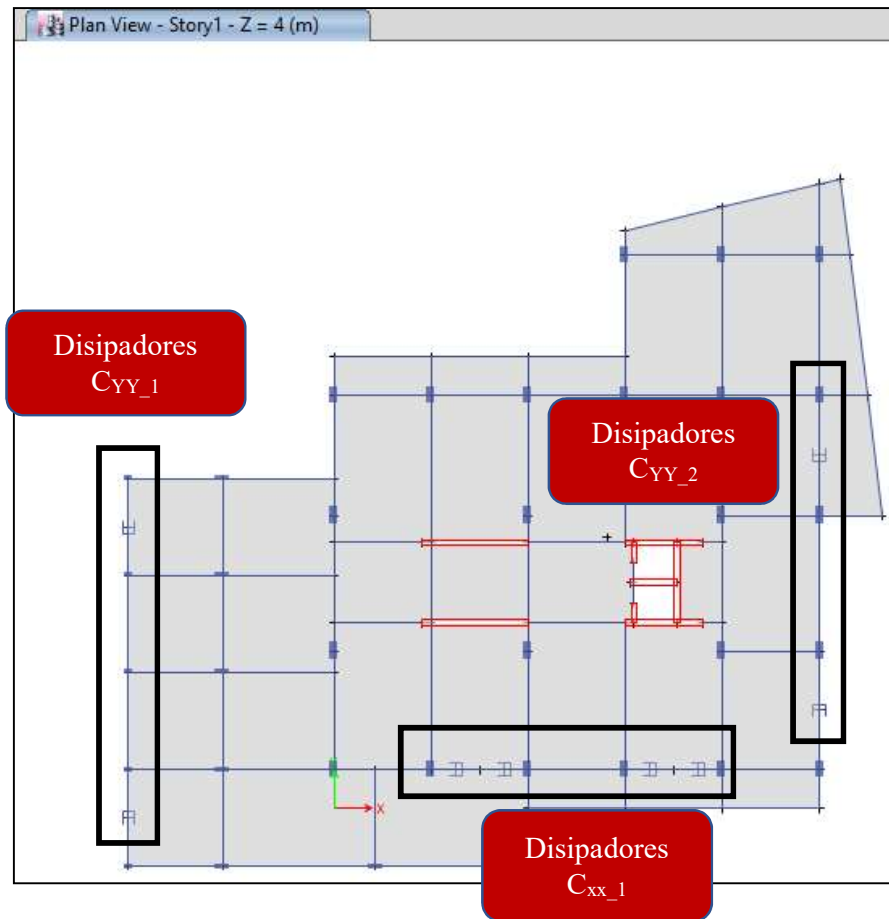 Plan View - Story1 - Z = 4 (m)
Disipadores
CYY_1
Disipadores
CYY_2
X
Disipadores
Cxx_1